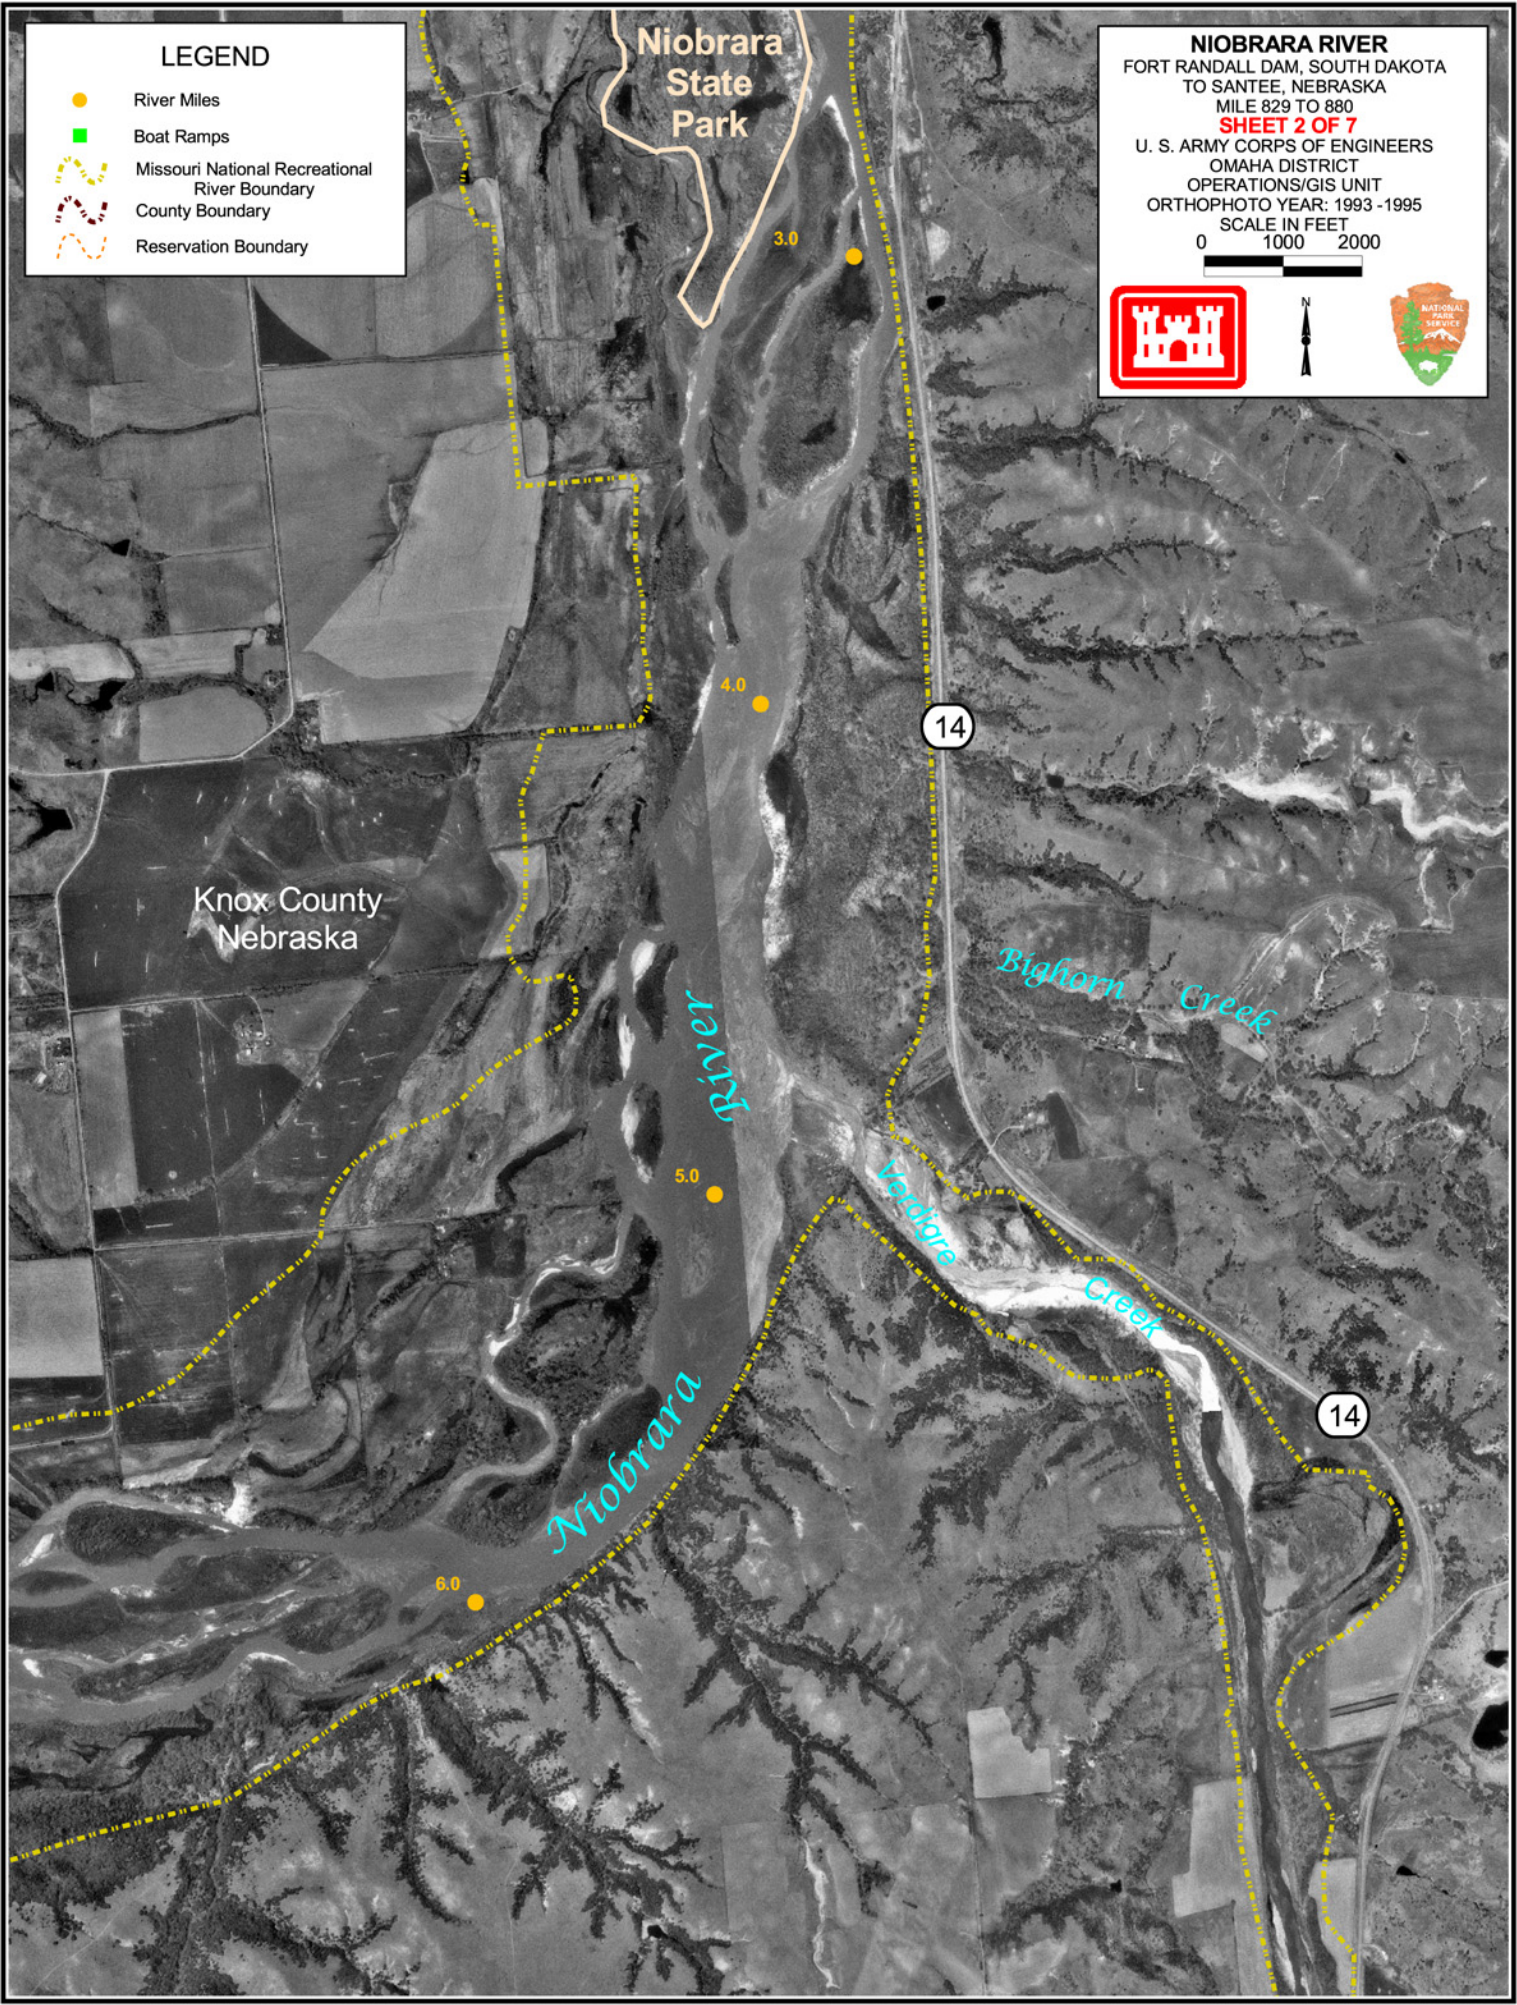 LEGEND
River Miles
Boat Ramps
Missouri National Recreational
River Boundary
County Boundary
Reservation Boundary
Niobrara
State
Park
NIOBRARA RIVER
FORT RANDALL DAM, SOUTH DAKOTA
TO SANTEE, NEBRASKA
MILE 829 TO 880
SHEET 2 OF 7
U. S. ARMY CORPS OF ENGINEERS
OMAHA DISTRICT
OPERATIONS/GIS UNIT
ORTHOPHOTO YEAR: 1993 -1995
SCALE IN FEET
0 1000 2000
N
NATIONAL
PARK
SERVICE
3.0
4.0
14
Knox County
Nebraska
Bighorn Creek
River
5.0
Verdigre
Creek
Niobrara
14
6.0